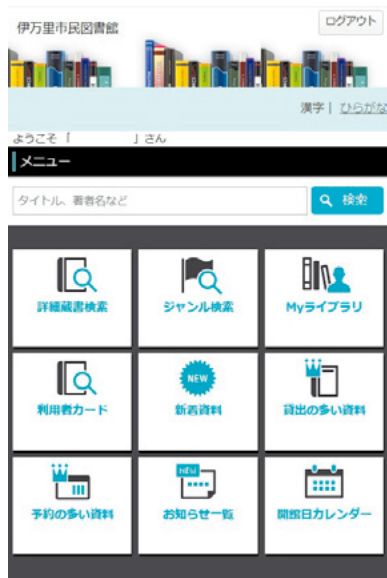 伊万里市民図書館
ログアウト
漢字 | ひらがな
ようこそ「 」さん
メニュー
タイトル、著者名など
検索
詳細蔵書検索 ジャンル検索 Myライブラリ
NEW
利用者カード 新着資料 貸出の多い資料
NEW
予約の多い資料 お知らせ一覧 開館日カレンダー